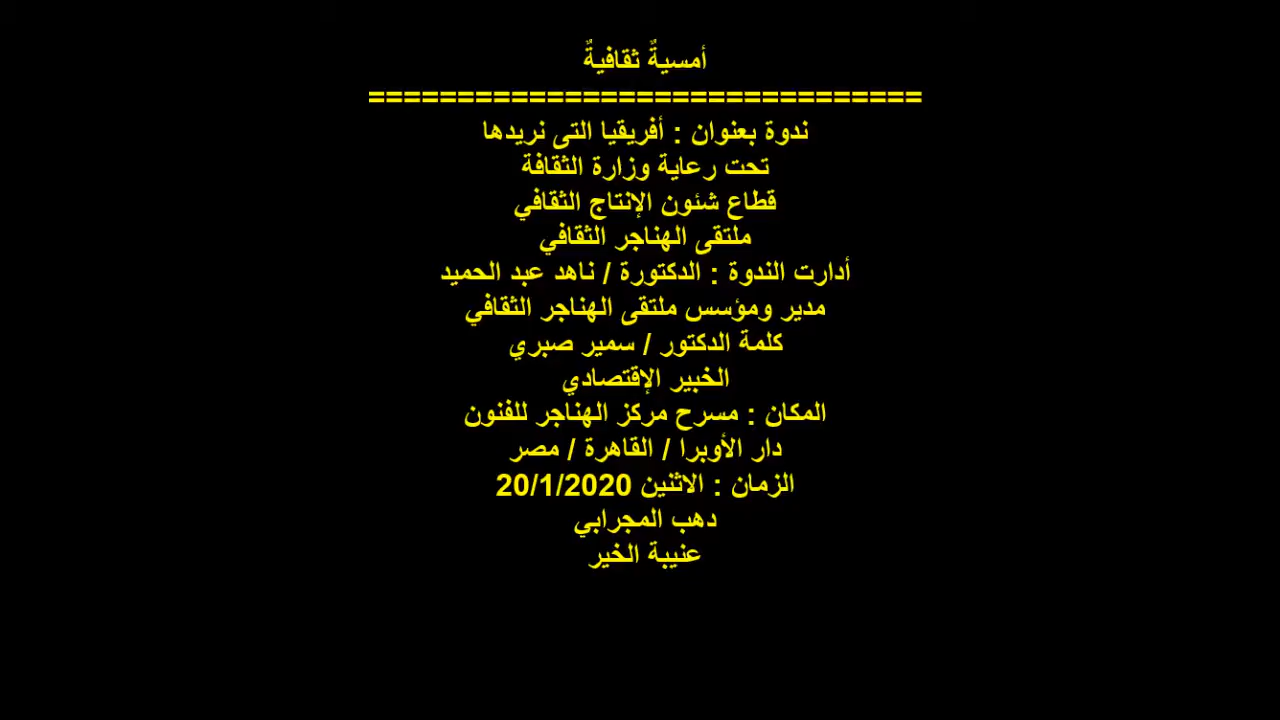 أمسيةٌ ثقافيةٌ
===============================
ندوة بعنوان : أفريقيا التى نريدها
تحت رعاية وزارة الثقافة
قطاع شئون الإنتاج الثقافي
ملتقى الهناجر الثقافي
أدارت الندوة : الدكتورة / ناهد عبد الحميد
مدير ومؤسس ملتقى الهناجر الثقافي
كلمة الدكتور / سمير صبري
الخبير الإقتصادي
المكان : مسرح مركز الهناجر للفنون
دار الأوبرا / القاهرة / مصر
الزمان : الاثنين 20/1/2020
دهب المجرابي
عنيبة الخير